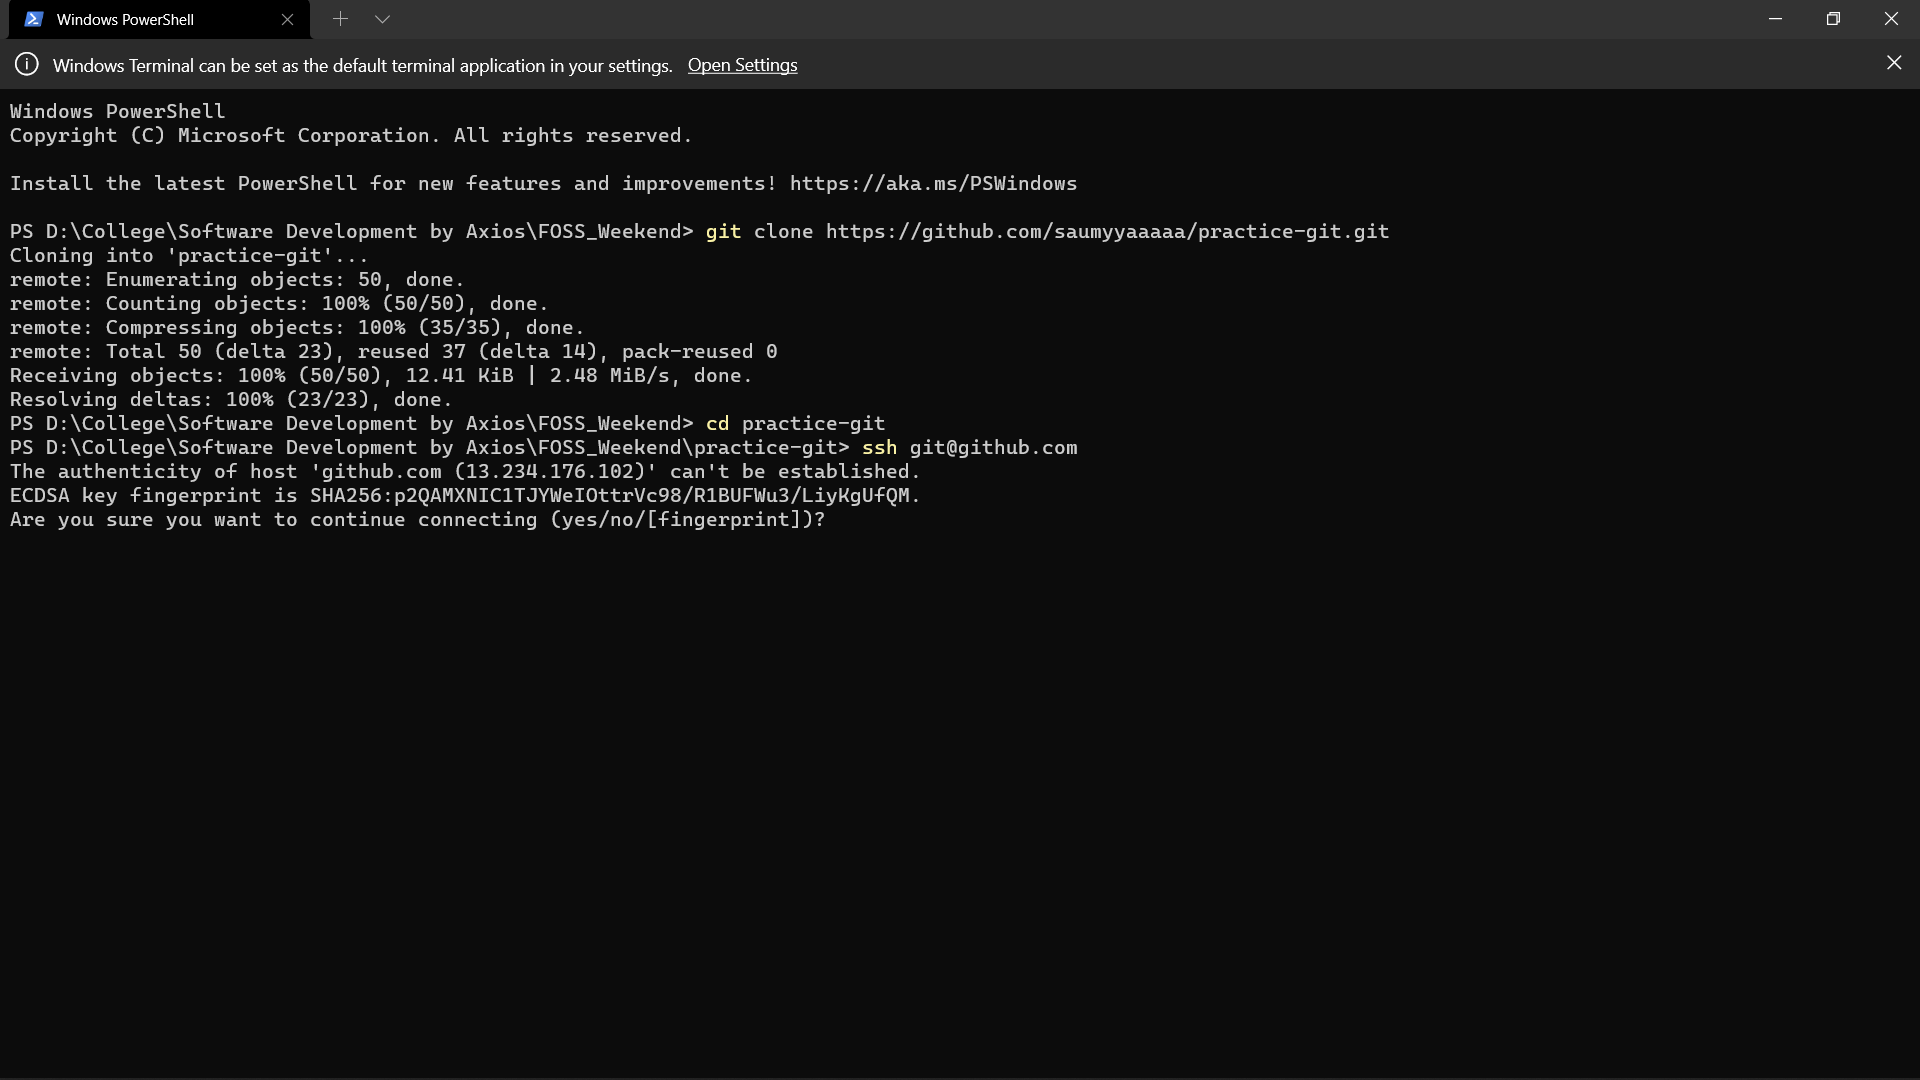 Windows PowerShell
Windows Terminal can be set as the default terminal application in your settings. Open Settings
Windows PowerShell
Copyright (C) Microsoft Corporation. All rights reserved.
Install the latest PowerShell for new features and improvements! https://aka.ms/PSWindows
PS D:\College\Software Development by Axios\FOSS_Weekend> git clone https://github.com/saumyyaaaaa/practice-git.git
Cloning into 'practice-git'...
remote: Enumerating objects: 50, done.
remote: Counting objects: 100% (50/50), done.
remote: Compressing objects: 100% (35/35), done.
remote: Total 50 (delta 23), reused 37 (delta 14), pack-reused 0
Receiving objects: 100% (50/50), 12.41 KiB | 2.48 MiB/s, done.
Resolving deltas: 100% (23/23), done.
PS D:\College\Software Development by Axios\FOSS_Weekend> cd practice-git
PS D:\College\Software Development by Axios\FOSS_Weekend\practice-git> ssh git@github.com
The authenticity of host 'github.com (13.234.176.102)' can't be established.
ECDSA key fingerprint is SHA256:p2QAMXNIC1TJYWeIOttrVc98/R1BUFWu3/LiyKgUfQM.
Are you sure you want to continue connecting (yes/no/[fingerprint])?